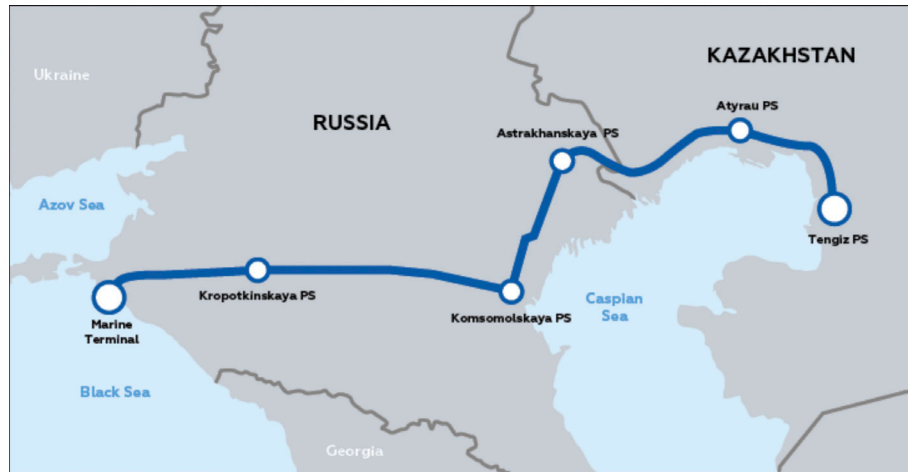 KAZAKHSTAN
Ukraine
Atyrau PS
RUSSIA
Astrakhanskaya PS
Azov Sea
Tengiz PS
Kropotkinskaya PS
Caspian
Sea
Komsomolskaya PS
Marine
Terminal
Black Sea
Georgia